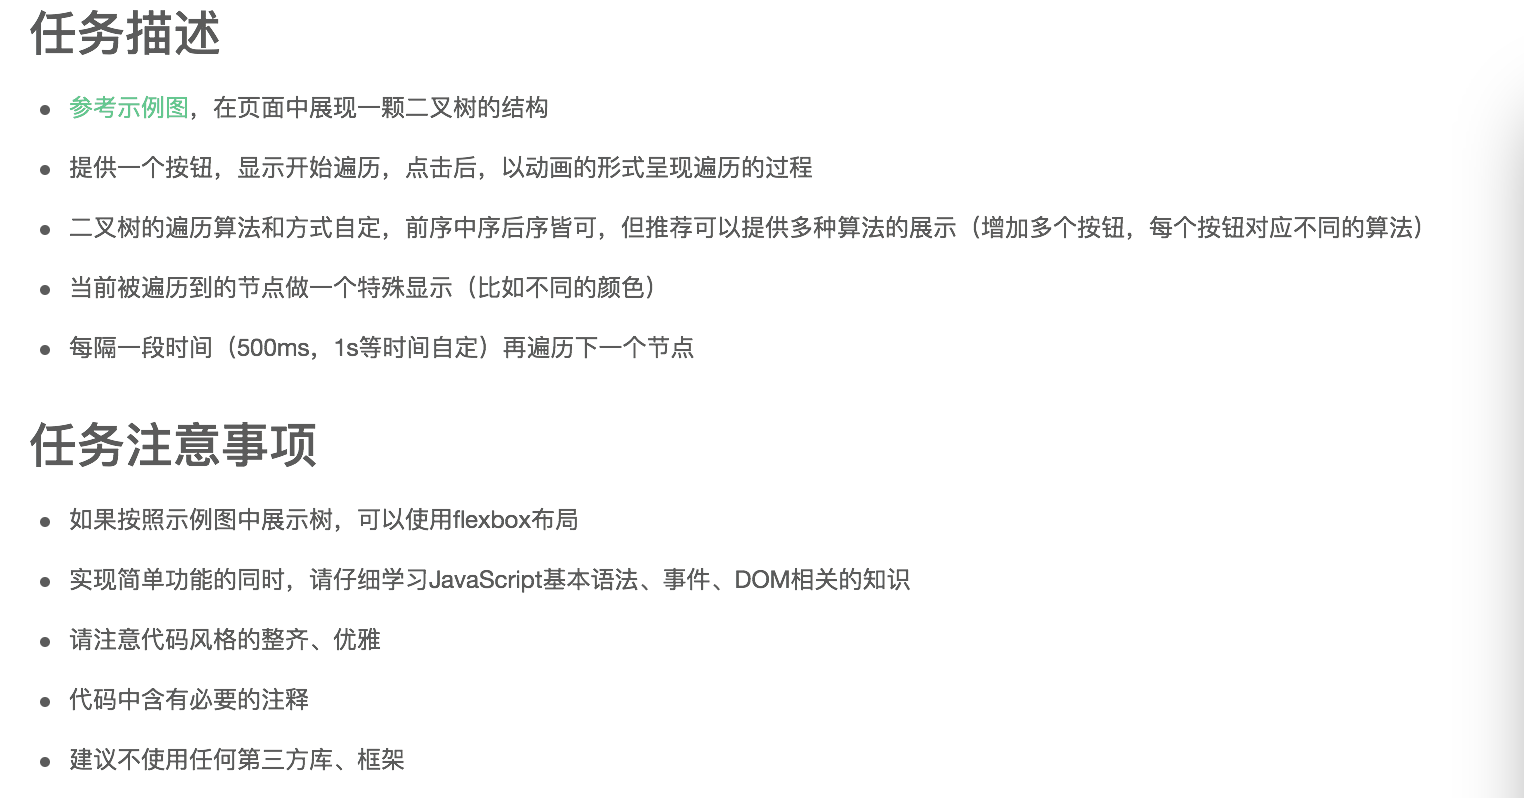 任务描述
参考示例图，在页面中展现一颗二叉树的结构
提供一个按钮，显示开始遍历，点击后，以动画的形式呈现遍历的过程
二叉树的遍历算法和方式自定，前序中序后序皆可，但推荐可以提供多种算法的展示（增加多个按钮，每个按钮对应不同的算法）
当前被遍历到的节点做一个特殊显示（比如不同的颜色）
每隔一段时间（500ms，1s等时间自定）再遍历下一个节点
任务注意事项
如果按照示例图中展示树，可以使用flexbox布局
实现简单功能的同时，请仔细学习JavaScript基本语法、事件、DOM相关的知识
请注意代码风格的整齐、优雅
代码中含有必要的注释
建议不使用任何第三方库、框架